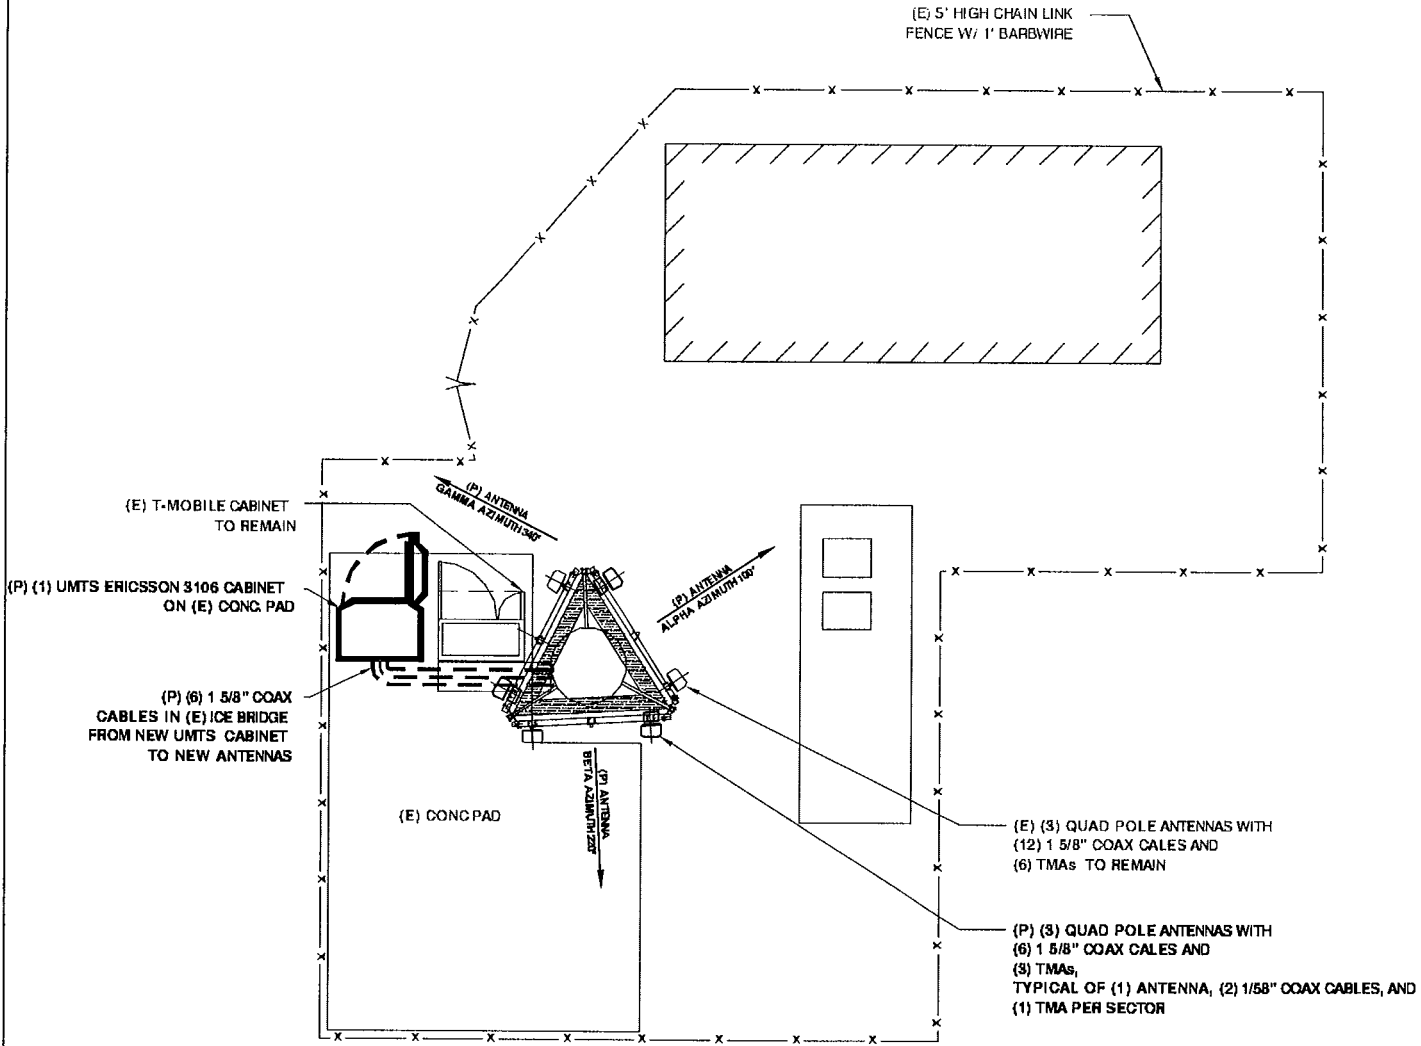 (E) 5' HIGH CHAIN LINK
FENCE W/ 1' BARBWIRE
(E) T-MOBILE CABINET
TO REMAIN
(P) ANTENNA
GAMMA AZIMUTH 340°
(P) (1) UMTS ERICSSON 3106 CABINET
ON (E) CONC. PAD
(P) ANTENNA
ALPHA AZIMUTH 100°
(P) (6) 1 5/8" COAX
CABLES IN (E) ICE BRIDGE
FROM NEW UMTS CABINET
TO NEW ANTENNAS
(P) ANTENNA
BETA AZIMUTH 220°
(E) CONC PAD
(E) (3) QUAD POLE ANTENNAS WITH
(12) 1 5/8" COAX CALES AND
(6) TMAs TO REMAIN
(P) (3) QUAD POLE ANTENNAS WITH
(6) 1 5/8" COAX CALES AND
(3) TMAs,
TYPICAL OF (1) ANTENNA, (2) 1/58" COAX CABLES, AND
(1) TMA PER SECTOR